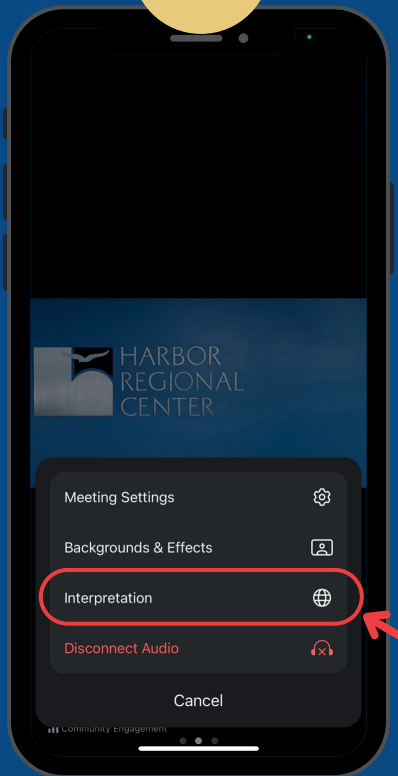 HARBOR
REGIONAL
CENTER
Meeting Settings
Backgrounds & Effects
Interpretation
Disconnect Audio
Cancel
Community Engagement